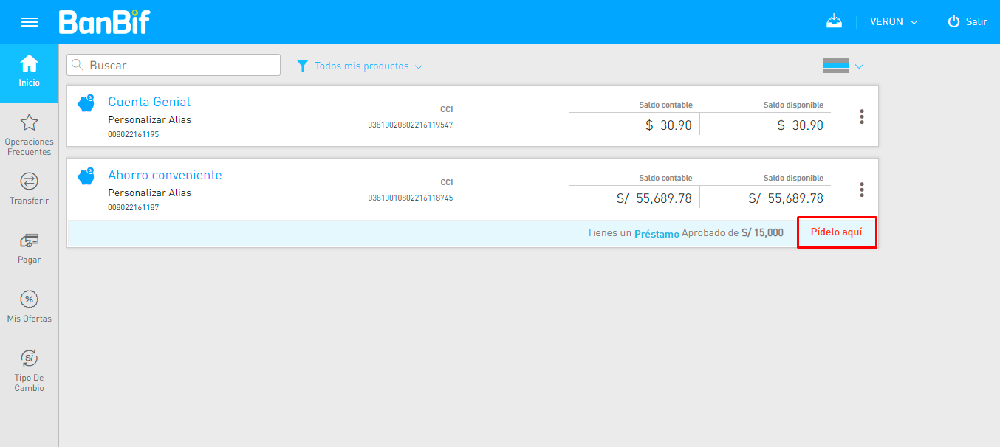 BanBif
VERON
Salir
Inicio
Operaciones
Frecuentes
Transferir
Pagar
Mis Ofertas
Tipo De
Cambio
Buscar
Todos mis productos
Cuenta Genial
Personalizar Alias
008022161195
CCI
03810020802216119547
Saldo contable
$ 30.90
Saldo disponible
$ 30.90
Ahorro conveniente
Personalizar Alias
008022161187
CCI
03810010802216118745
Saldo contable
S/ 55,689.78
Saldo disponible
S/ 55,689.78
Tienes un Préstamo Aprobado de S/ 15,000
Pídelo aquí